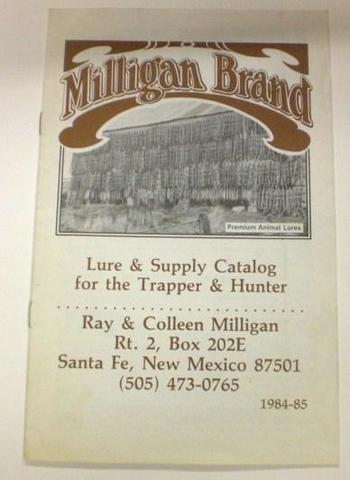 Milligan Brand
Premium Animal Lures
Lure & Supply Catalog
for the Trapper & Hunter
Ray & Colleen Milligan
Rt. 2, Box 202E
Santa Fe, New Mexico 87501
(505) 473-0765
1984-85